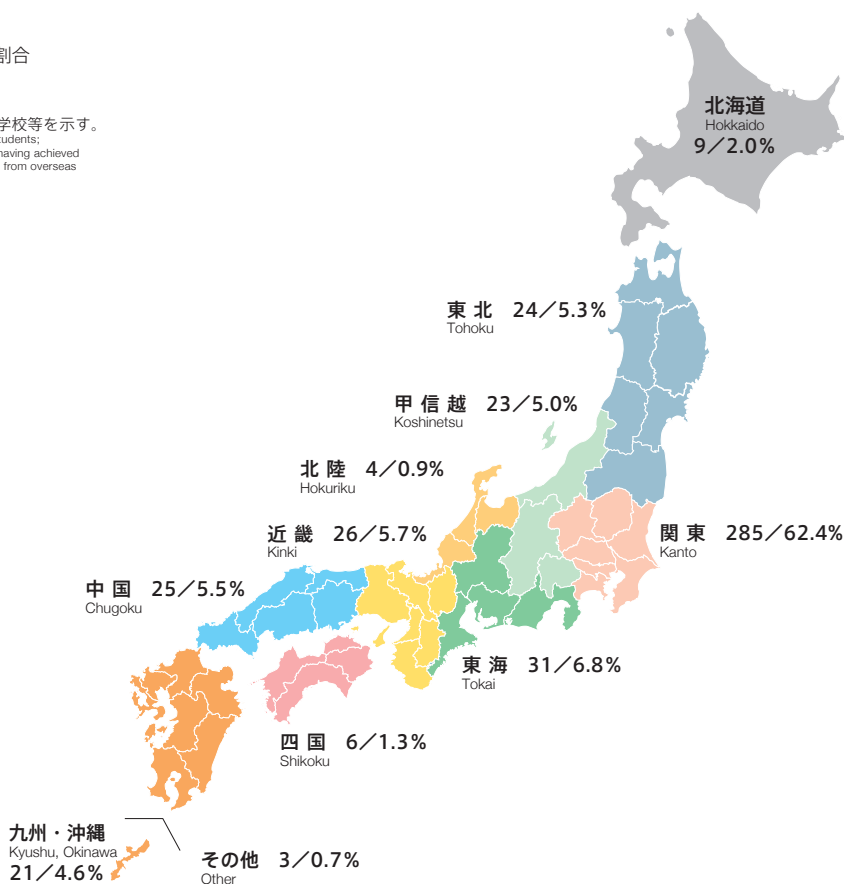 割合
学校等を示す。
tudents;
having achieved
from overseas
北海道
Hokkaido
9／2.0%
東 北 24／5.3%
Tohoku
甲 信 越 23／5.0%
Koshinetsu
北 陸 4／0.9%
Hokuriku
近 畿 26／5.7%
Kinki
関 東 285／62.4%
Kanto
中 国 25／5.5%
Chugoku
東 海 31／6.8%
Tokai
四 国 6／1.3%
Shikoku
九州・沖縄
Kyushu, Okinawa
21／4.6%
その他 3／0.7%
Other